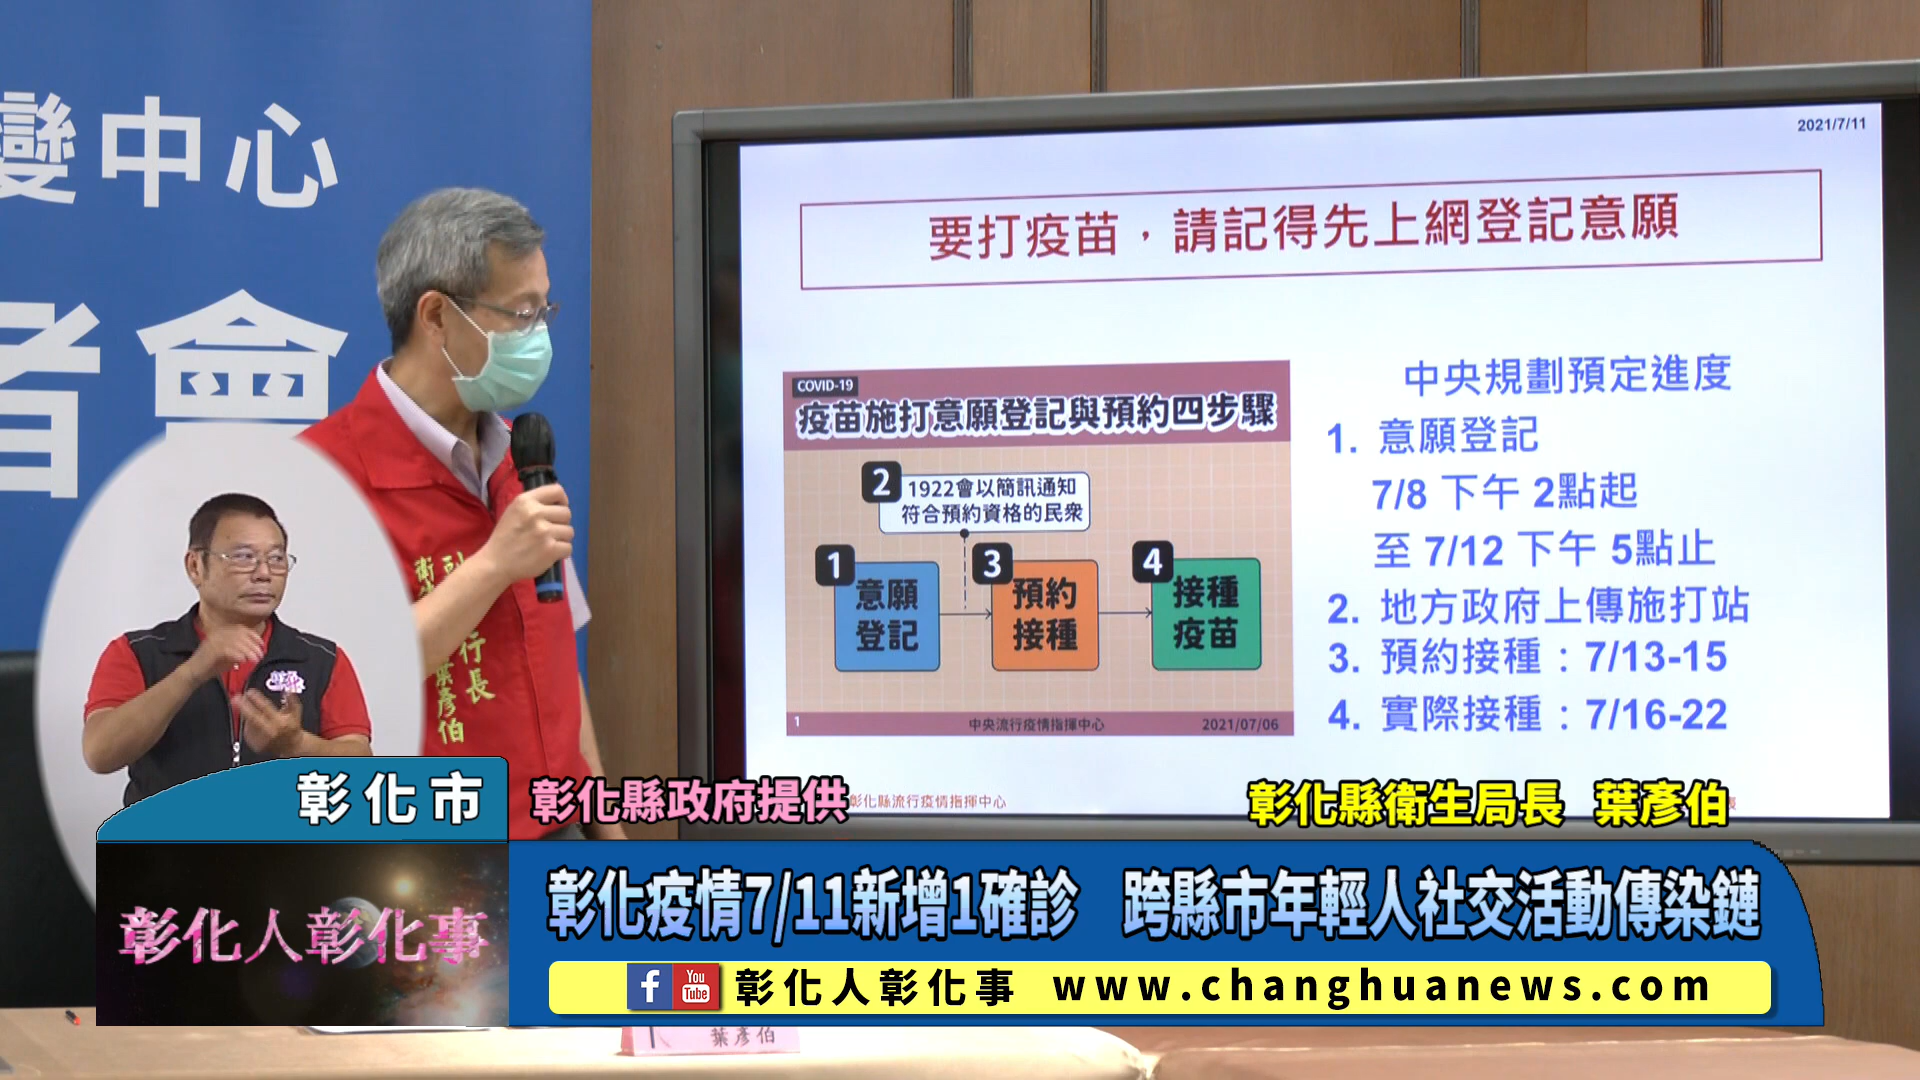 變中心
者會
2021/7/11
要打疫苗，請記得先上網登記意願
COVID-19
疫苗施打意願登記與預約四步驟
2
1922會以簡訊通知
符合預約資格的民眾
1
意願
登記
3
預約
接種
4
接種
疫苗
1
中央流行疫情指揮中心
2021/07/06
中央規劃預定進度
1. 意願登記
7/8 下午 2點起
至 7/12 下午 5點止
2. 地方政府上傳施打站
3. 預約接種：7/13-15
4. 實際接種：7/16-22
彰化縣流行疫情指揮中心
行長
葉彥伯
彰化市
彰化縣政府提供
彰化縣衛生局長 葉彥伯
彰化人彰化事
彰化疫情7/11新增1確診 跨縣市年輕人社交活動傳染鏈
f You Tube 彰化人彰化事 www.changhuanews.com
葉彥伯